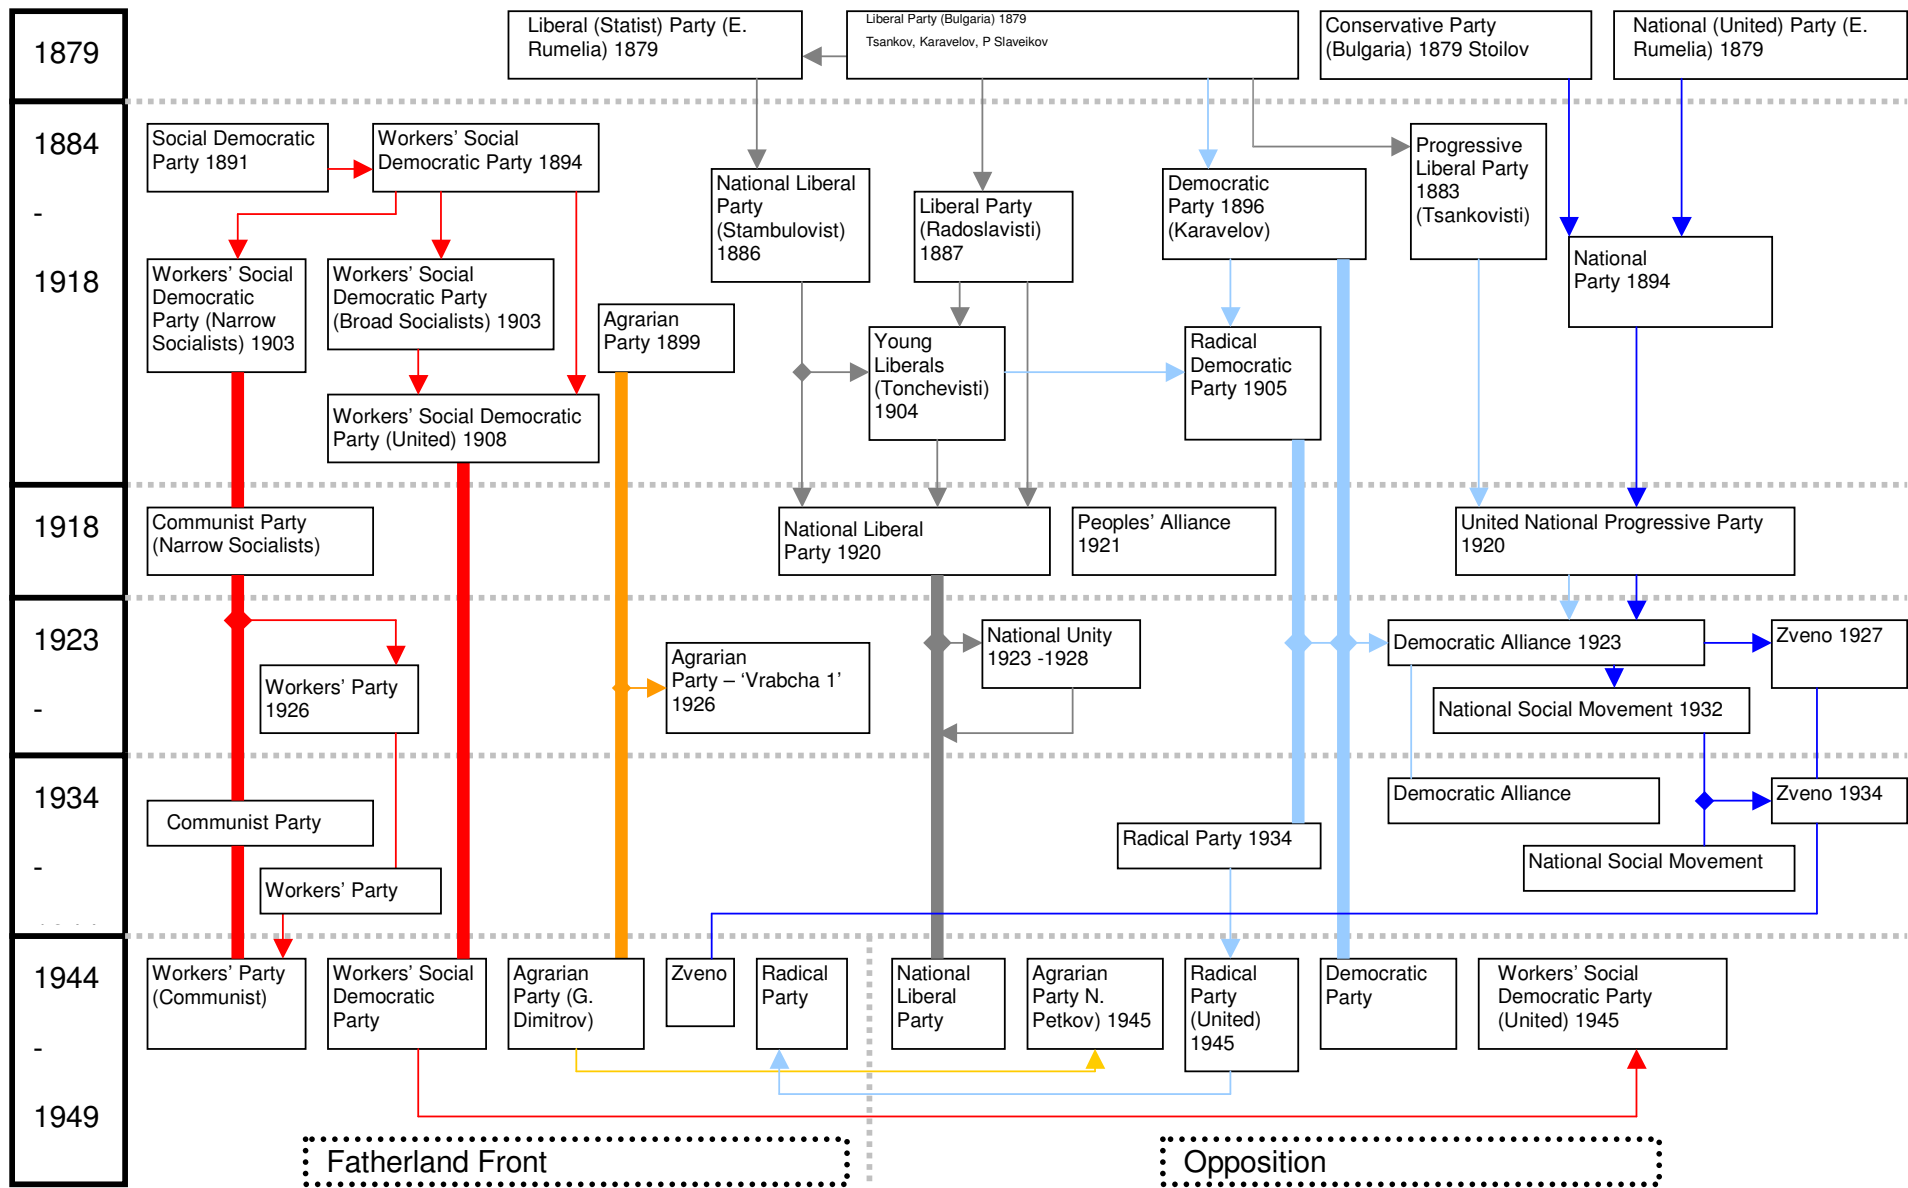 1879
Liberal (Statist) Party (E.
Rumelia) 1879
Liberal Party (Bulgaria) 1879
Tsankov, Karavelov, P Slaveikov
Conservative Party
(Bulgaria) 1879 Stoilov
National (United) Party (E.
Rumelia) 1879
1884
-
1918
Social Democratic
Party 1891
Workers’ Social
Democratic Party 1894
National Liberal
Party
(Stambulovist)
1886
Liberal Party
(Radoslavisti)
1887
Democratic
Party 1896
(Karavelov)
Progressive
Liberal Party
1883
(Tsankovisti)
National
Party 1894
Workers’ Social
Democratic
Party (Narrow
Socialists) 1903
Workers’ Social
Democratic Party
(Broad Socialists) 1903
Agrarian
Party 1899
Young
Liberals
(Tonchevisti)
1904
Radical
Democratic
Party 1905
Workers’ Social Democratic
Party (United) 1908
1918
Communist Party
(Narrow Socialists)
National Liberal
Party 1920
Peoples’ Alliance
1921
United National Progressive Party
1920
1923
-
Workers’ Party
1926
Agrarian
Party – ‘Vrabcha 1’
1926
National Unity
1923 -1928
Democratic Alliance 1923
Zveno 1927
National Social Movement 1932
1934
-
Communist Party
Workers’ Party
Radical Party 1934
Democratic Alliance
Zveno 1934
National Social Movement
1944
-
1949
Workers’ Party
(Communist)
Workers’ Social
Democratic
Party
Agrarian
Party (G.
Dimitrov)
Zveno
Radical
Party
National
Liberal
Party
Agrarian
Party N.
Petkov) 1945
Radical
Party
(United)
1945
Democratic
Party
Workers’ Social
Democratic Party
(United) 1945
Fatherland Front
Opposition